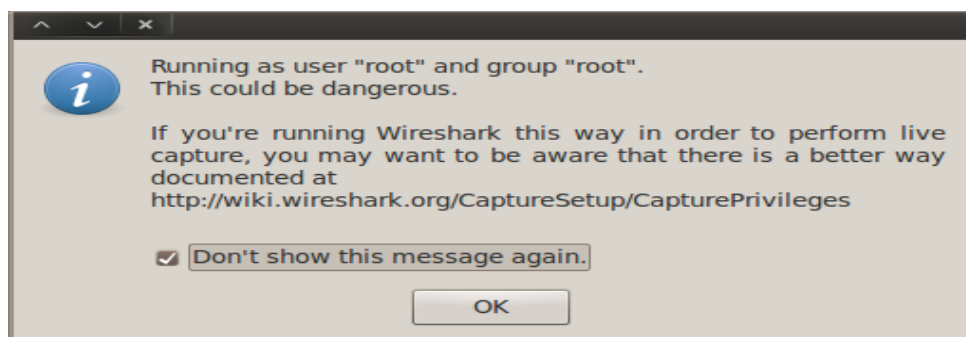 Running as user "root" and group "root".
This could be dangerous.
If you're running Wireshark this way in order to perform live
capture, you may want to be aware that there is a better way
documented at
http://wiki.wireshark.org/CaptureSetup/CapturePrivileges
Don't show this message again.
OK